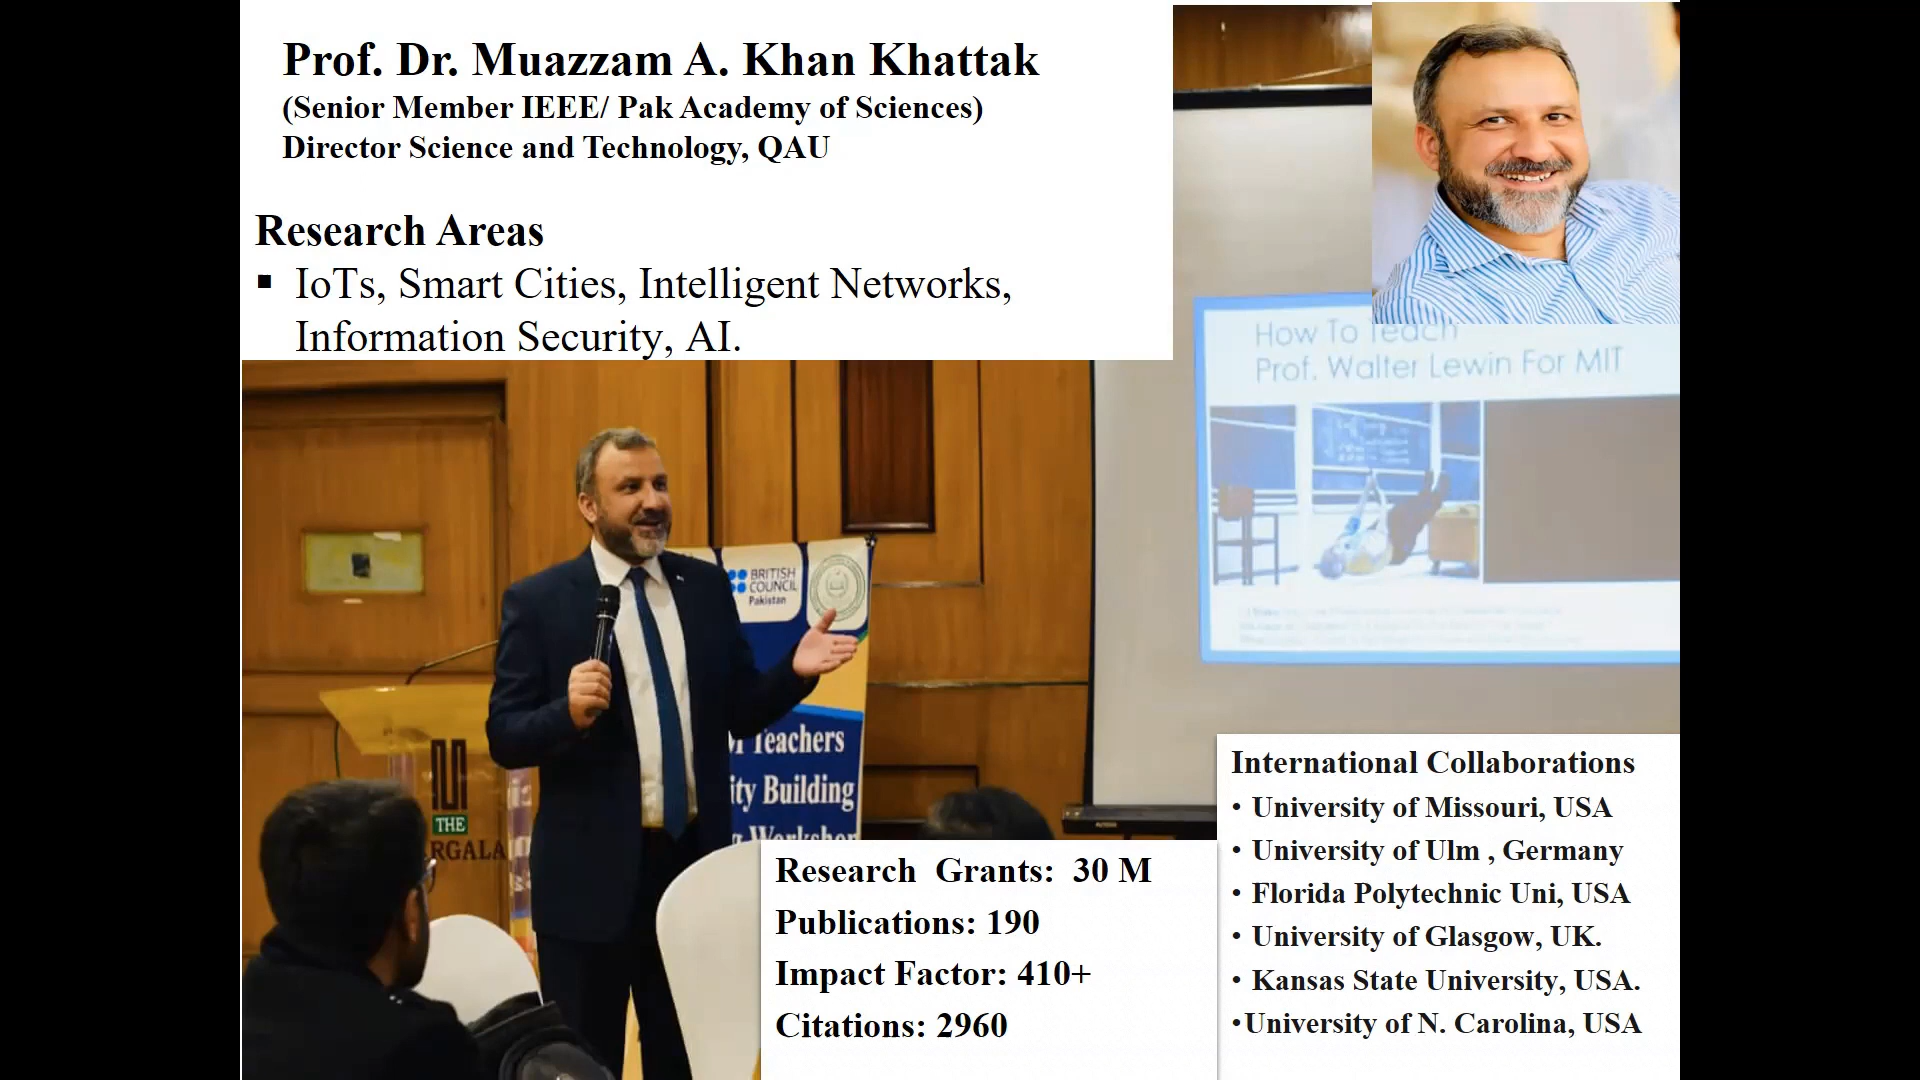 Prof. Dr. Muazzam A. Khan Khattak
(Senior Member IEEE/ Pak Academy of Sciences)
Director Science and Technology, QAU
Research Areas
▪ IoTs, Smart Cities, Intelligent Networks,
Information Security, AI.
How To Teach
Prof. Walter Lewin For MIT
BRITISH
COUNCIL
Pakistan
Teachers
ity Building
Workshop
THE
RGALA
Research Grants: 30 M
Publications: 190
Impact Factor: 410+
Citations: 2960
International Collaborations
• University of Missouri, USA
• University of Ulm , Germany
• Florida Polytechnic Uni, USA
• University of Glasgow, UK.
• Kansas State University, USA.
•University of N. Carolina, USA